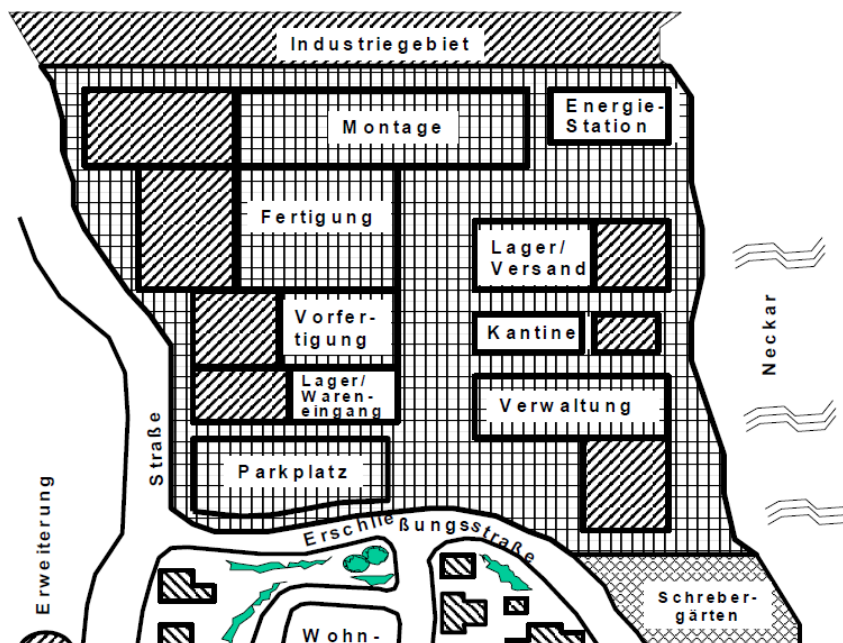 Industriegebiet
Energie-
Station
Montage
Fertigung
Lager/
Versand
Vorfer-
tigung
Kantine
Neckar
Lager/
Waren-
eingang
Verwaltung
Straße
Parkplatz
Erweiterung
Erschließungsstraße
Schreber-
gärten
Wohn-